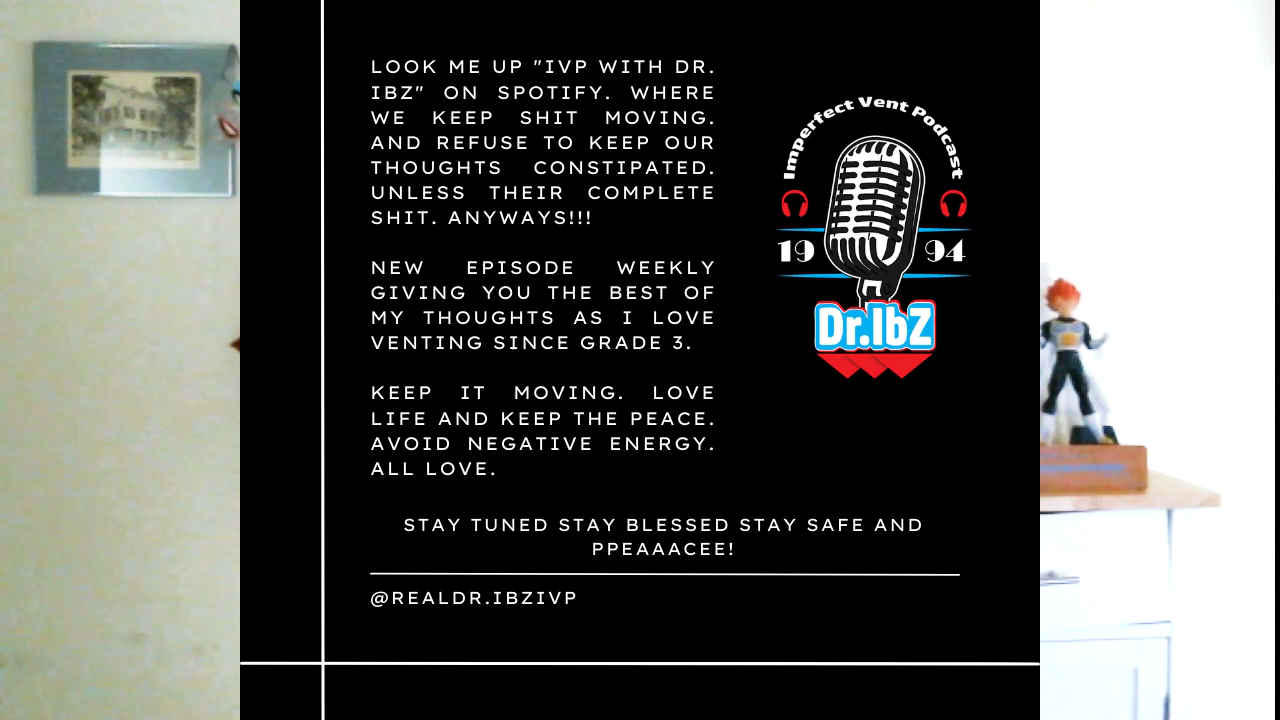 LOOK ME UP "IVP WITH DR.
IBZ" ON SPOTIFY. WHERE
WE KEEP SHIT MOVING.
AND REFUSE TO KEEP OUR
THOUGHTS CONSTIPATED.
UNLESS THEIR COMPLETE
SHIT. ANYWAYS!!!
NEW EPISODE WEEKLY
GIVING YOU THE BEST OF
MY THOUGHTS AS I LOVE
VENTING SINCE GRADE 3.
KEEP IT MOVING. LOVE
LIFE AND KEEP THE PEACE.
AVOID NEGATIVE ENERGY.
ALL LOVE.
Imperfect Vent Podcast
19 94
Dr.IbZ
STAY TUNED STAY BLESSED STAY SAFE AND
PPEAAACEE!
@REALDR.IBZIVP